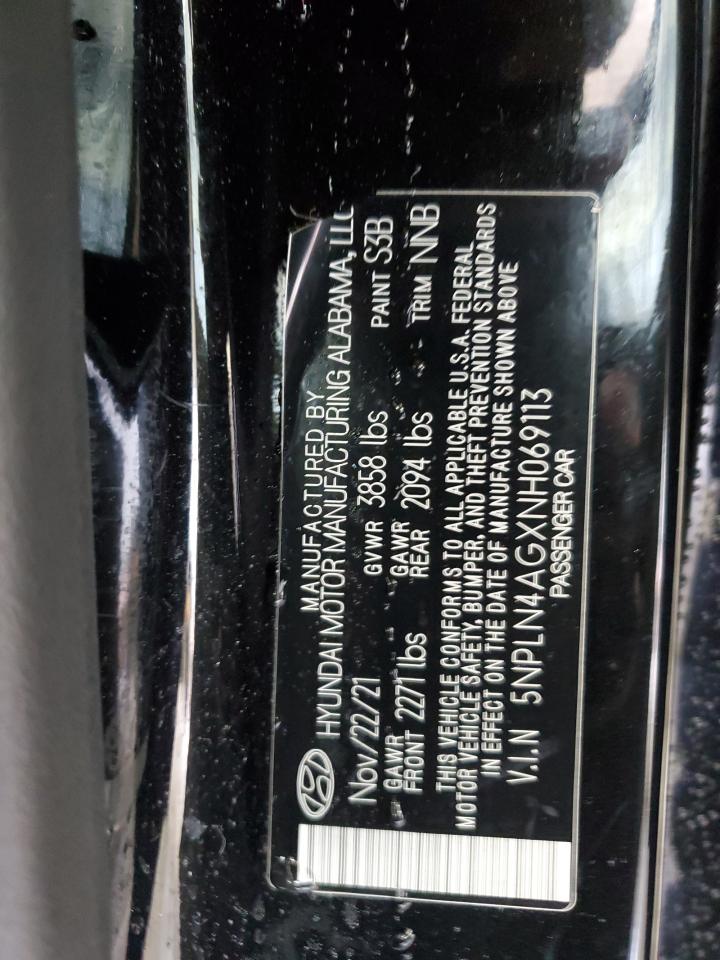 MANUFACTURED BY
HYUNDAI MOTOR MANUFACTURING ALABAMA, LLC
Nov/22/21 GVWR 3858 lbs PAINT S3B
GAWR FRONT 2271 lbs GAWR REAR 2094 lbs TRIM NNB
THIS VEHICLE CONFORMS TO ALL APPLICABLE U.S.A. FEDERAL
MOTOR VEHICLE SAFETY, BUMPER, AND THEFT PREVENTION STANDARDS
IN EFFECT ON THE DATE OF MANUFACTURE SHOWN ABOVE
V.I.N 5NPLN4AGXNH069113
PASSENGER CAR